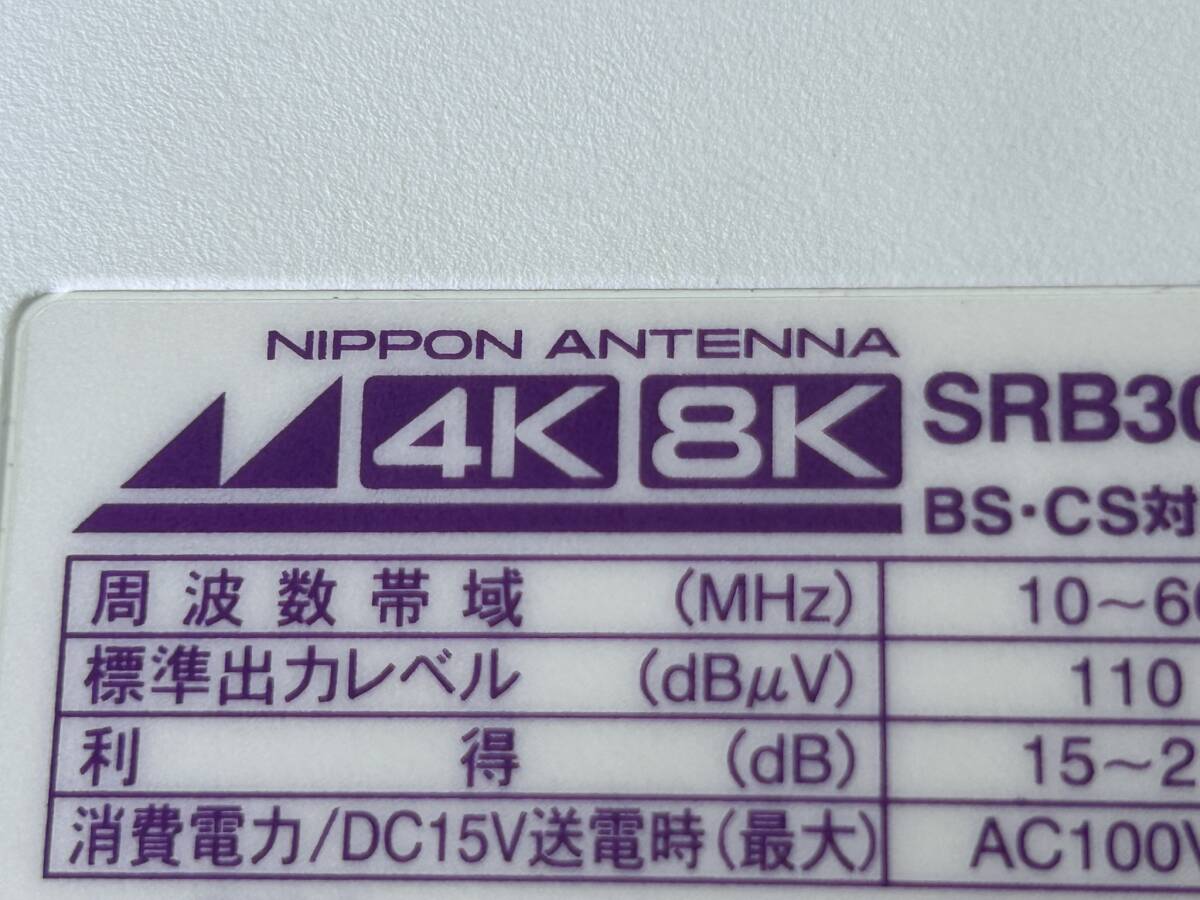 NIPPON ANTENNA
4K 8K SRB30
BS・CS対
周波数帯域 (MHz) 10～60
標準出力レベル (dBμV) 110
利得 (dB) 15～2
消費電力/DC15V送電時(最大) AC100V